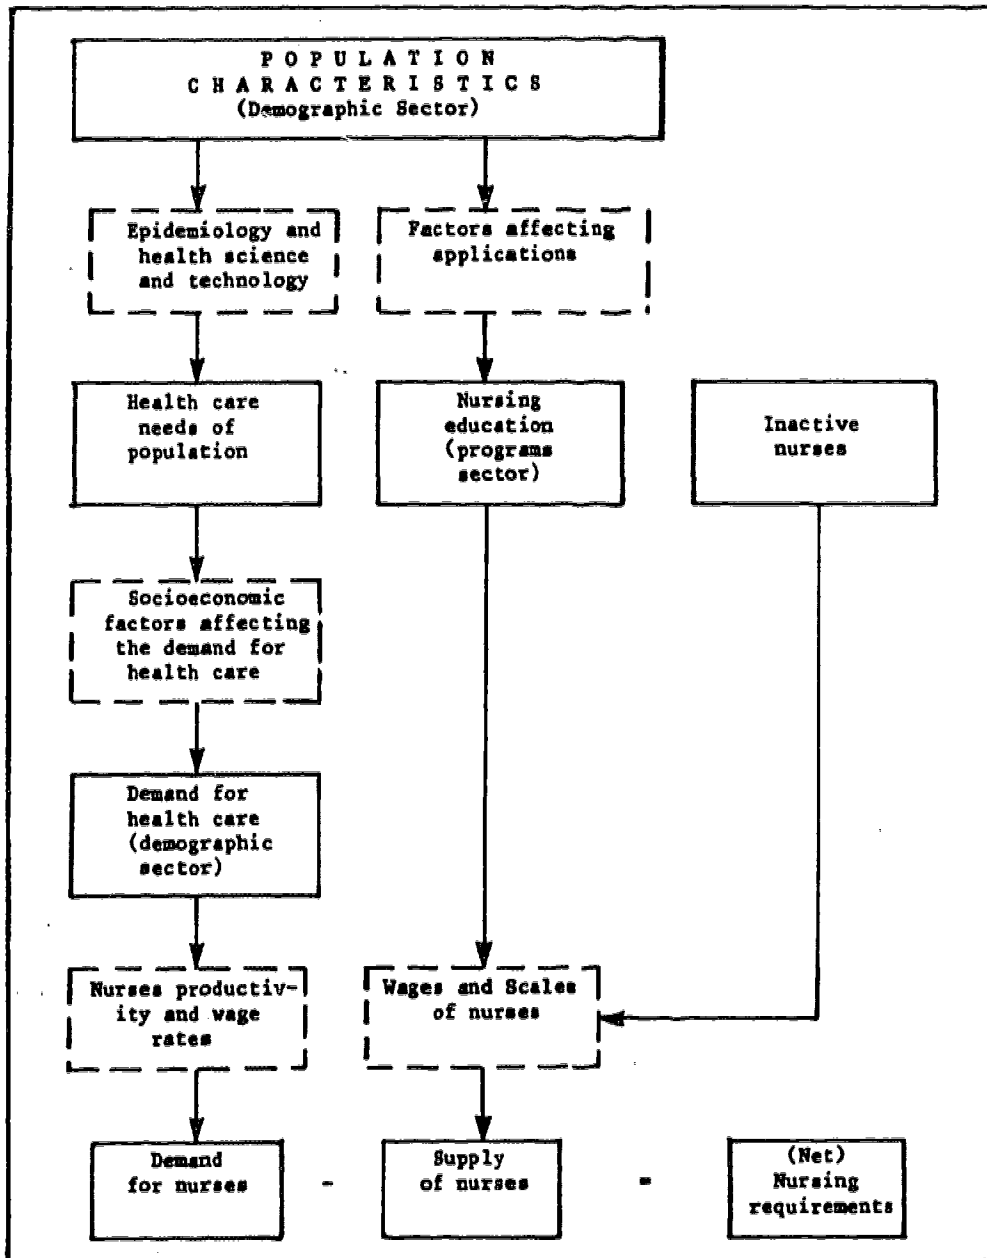 P O P U L A T I O N
C H A R A C T E R I S T I C S
(Demographic Sector)
Epidemiology and
health science
and technology
Factors affecting
applications
Health care
needs of
population
Nursing
education
(programs
sector)
Inactive
nurses
Socioeconomic
factors affecting
the demand for
health care
Demand for
health care
(demographic
sector)
Nurses productiv-
ity and wage
rates
Wages and Scales
of nurses
Demand
for nurses
-
Supply
of nurses
=
(Net)
Nursing
requirements